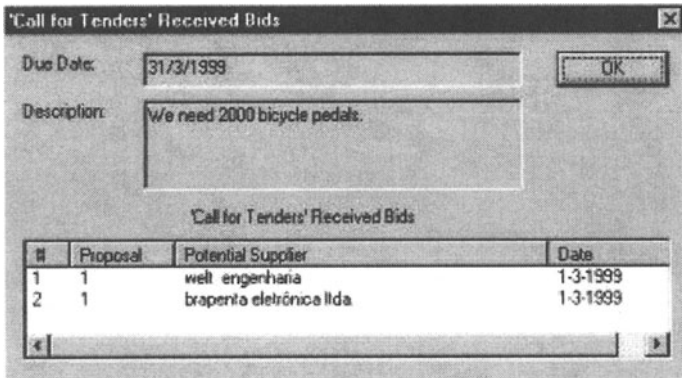 'Call for Tenders' Received Bids
Due Date: 31/3/1999 OK
Description: We need 2000 bicycle pedals.
'Call for Tenders' Received Bids
# Proposal Potential Supplier Date
1 1 welt engenharia 1-3-1999
2 1 brapenta eletrônica ltda 1-3-1999